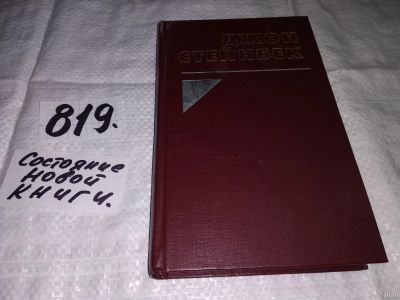 819.
Состояние
новой
книги.
ДЖОН
СТЕЙНБЕК